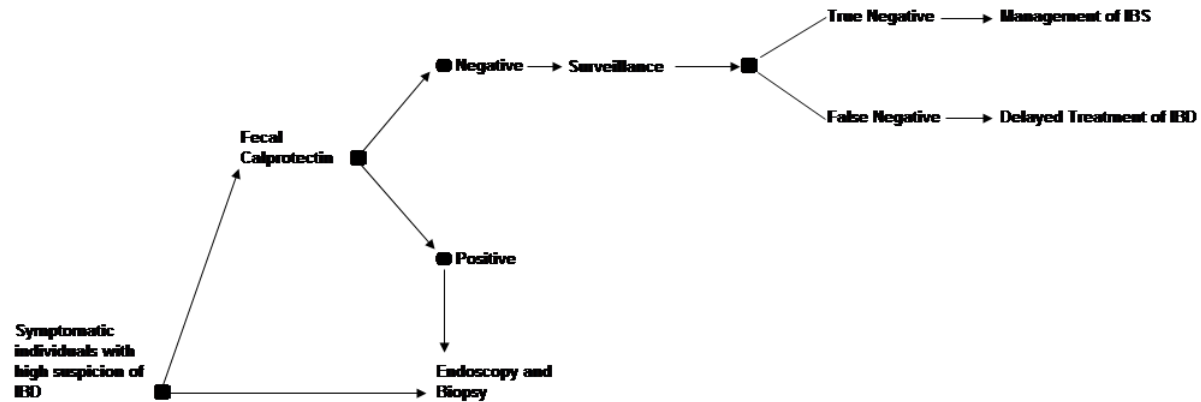 True Negative
Management of IBS
Negative
Surveillance
False Negative
Delayed Treatment of IBD
Fecal
Calprotectin
Positive
Symptomatic
individuals with
high suspicion of
IBD
Endoscopy and
Biopsy